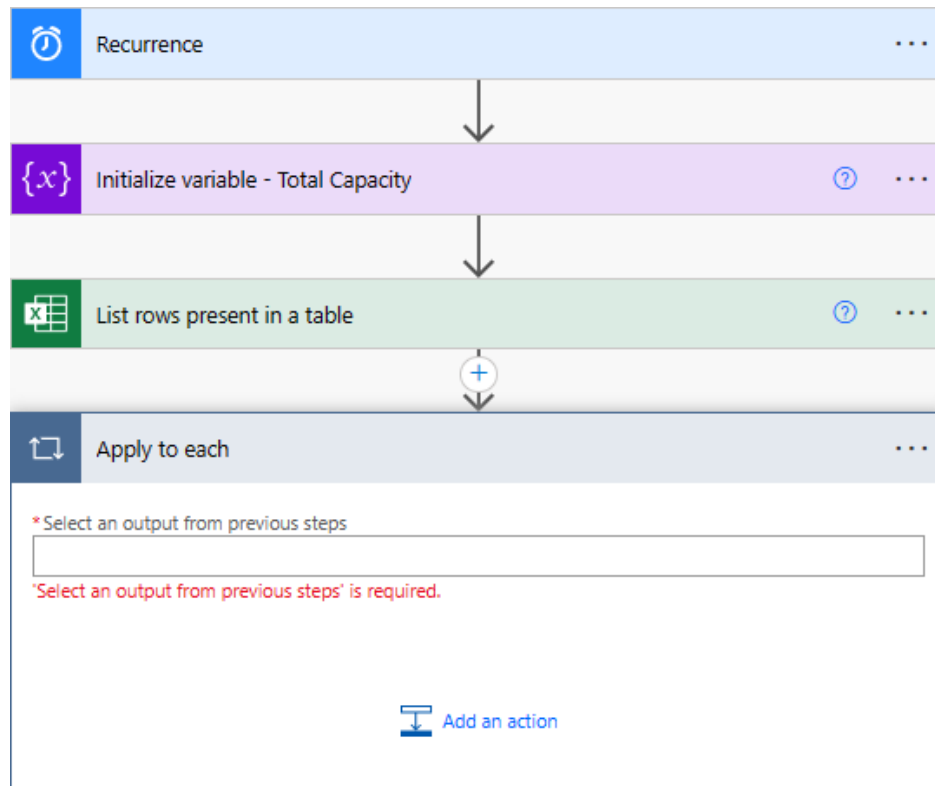 Recurrence
{x} Initialize variable - Total Capacity
List rows present in a table
Apply to each
* Select an output from previous steps
'Select an output from previous steps' is required.
Add an action